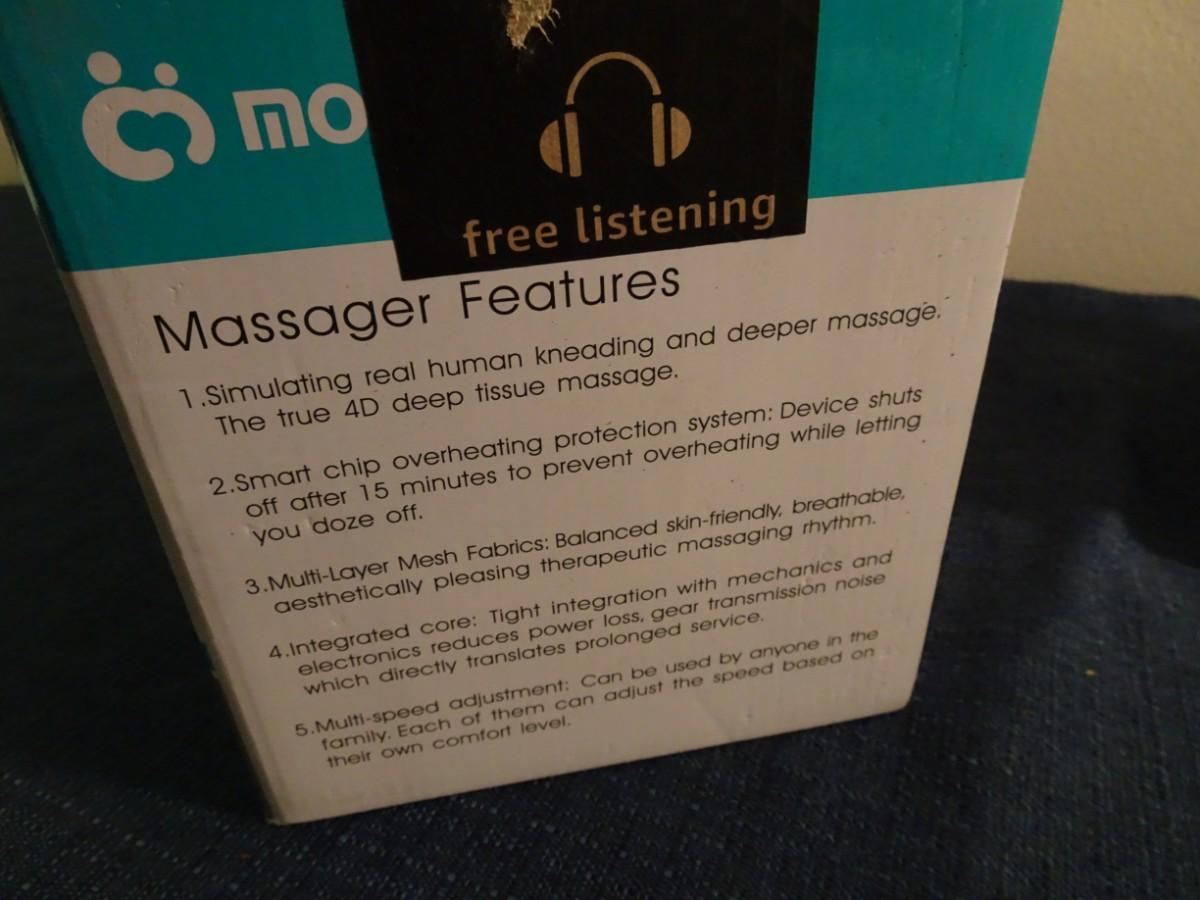 mo
free listening
Massager Features
1.Simulating real human kneading and deeper massage.
The true 4D deep tissue massage.
2.Smart chip overheating protection system: Device shuts
off after 15 minutes to prevent overheating while letting
you doze off.
3.Multi-Layer Mesh Fabrics: Balanced skin-friendly, breathable,
aesthetically pleasing therapeutic massaging rhythm.
4.Integrated core: Tight integration with mechanics and
electronics reduces power loss, gear transmission noise
which directly translates prolonged service.
5.Multi-speed adjustment: Can be used by anyone in the
family. Each of them can adjust the speed based on
their own comfort level.